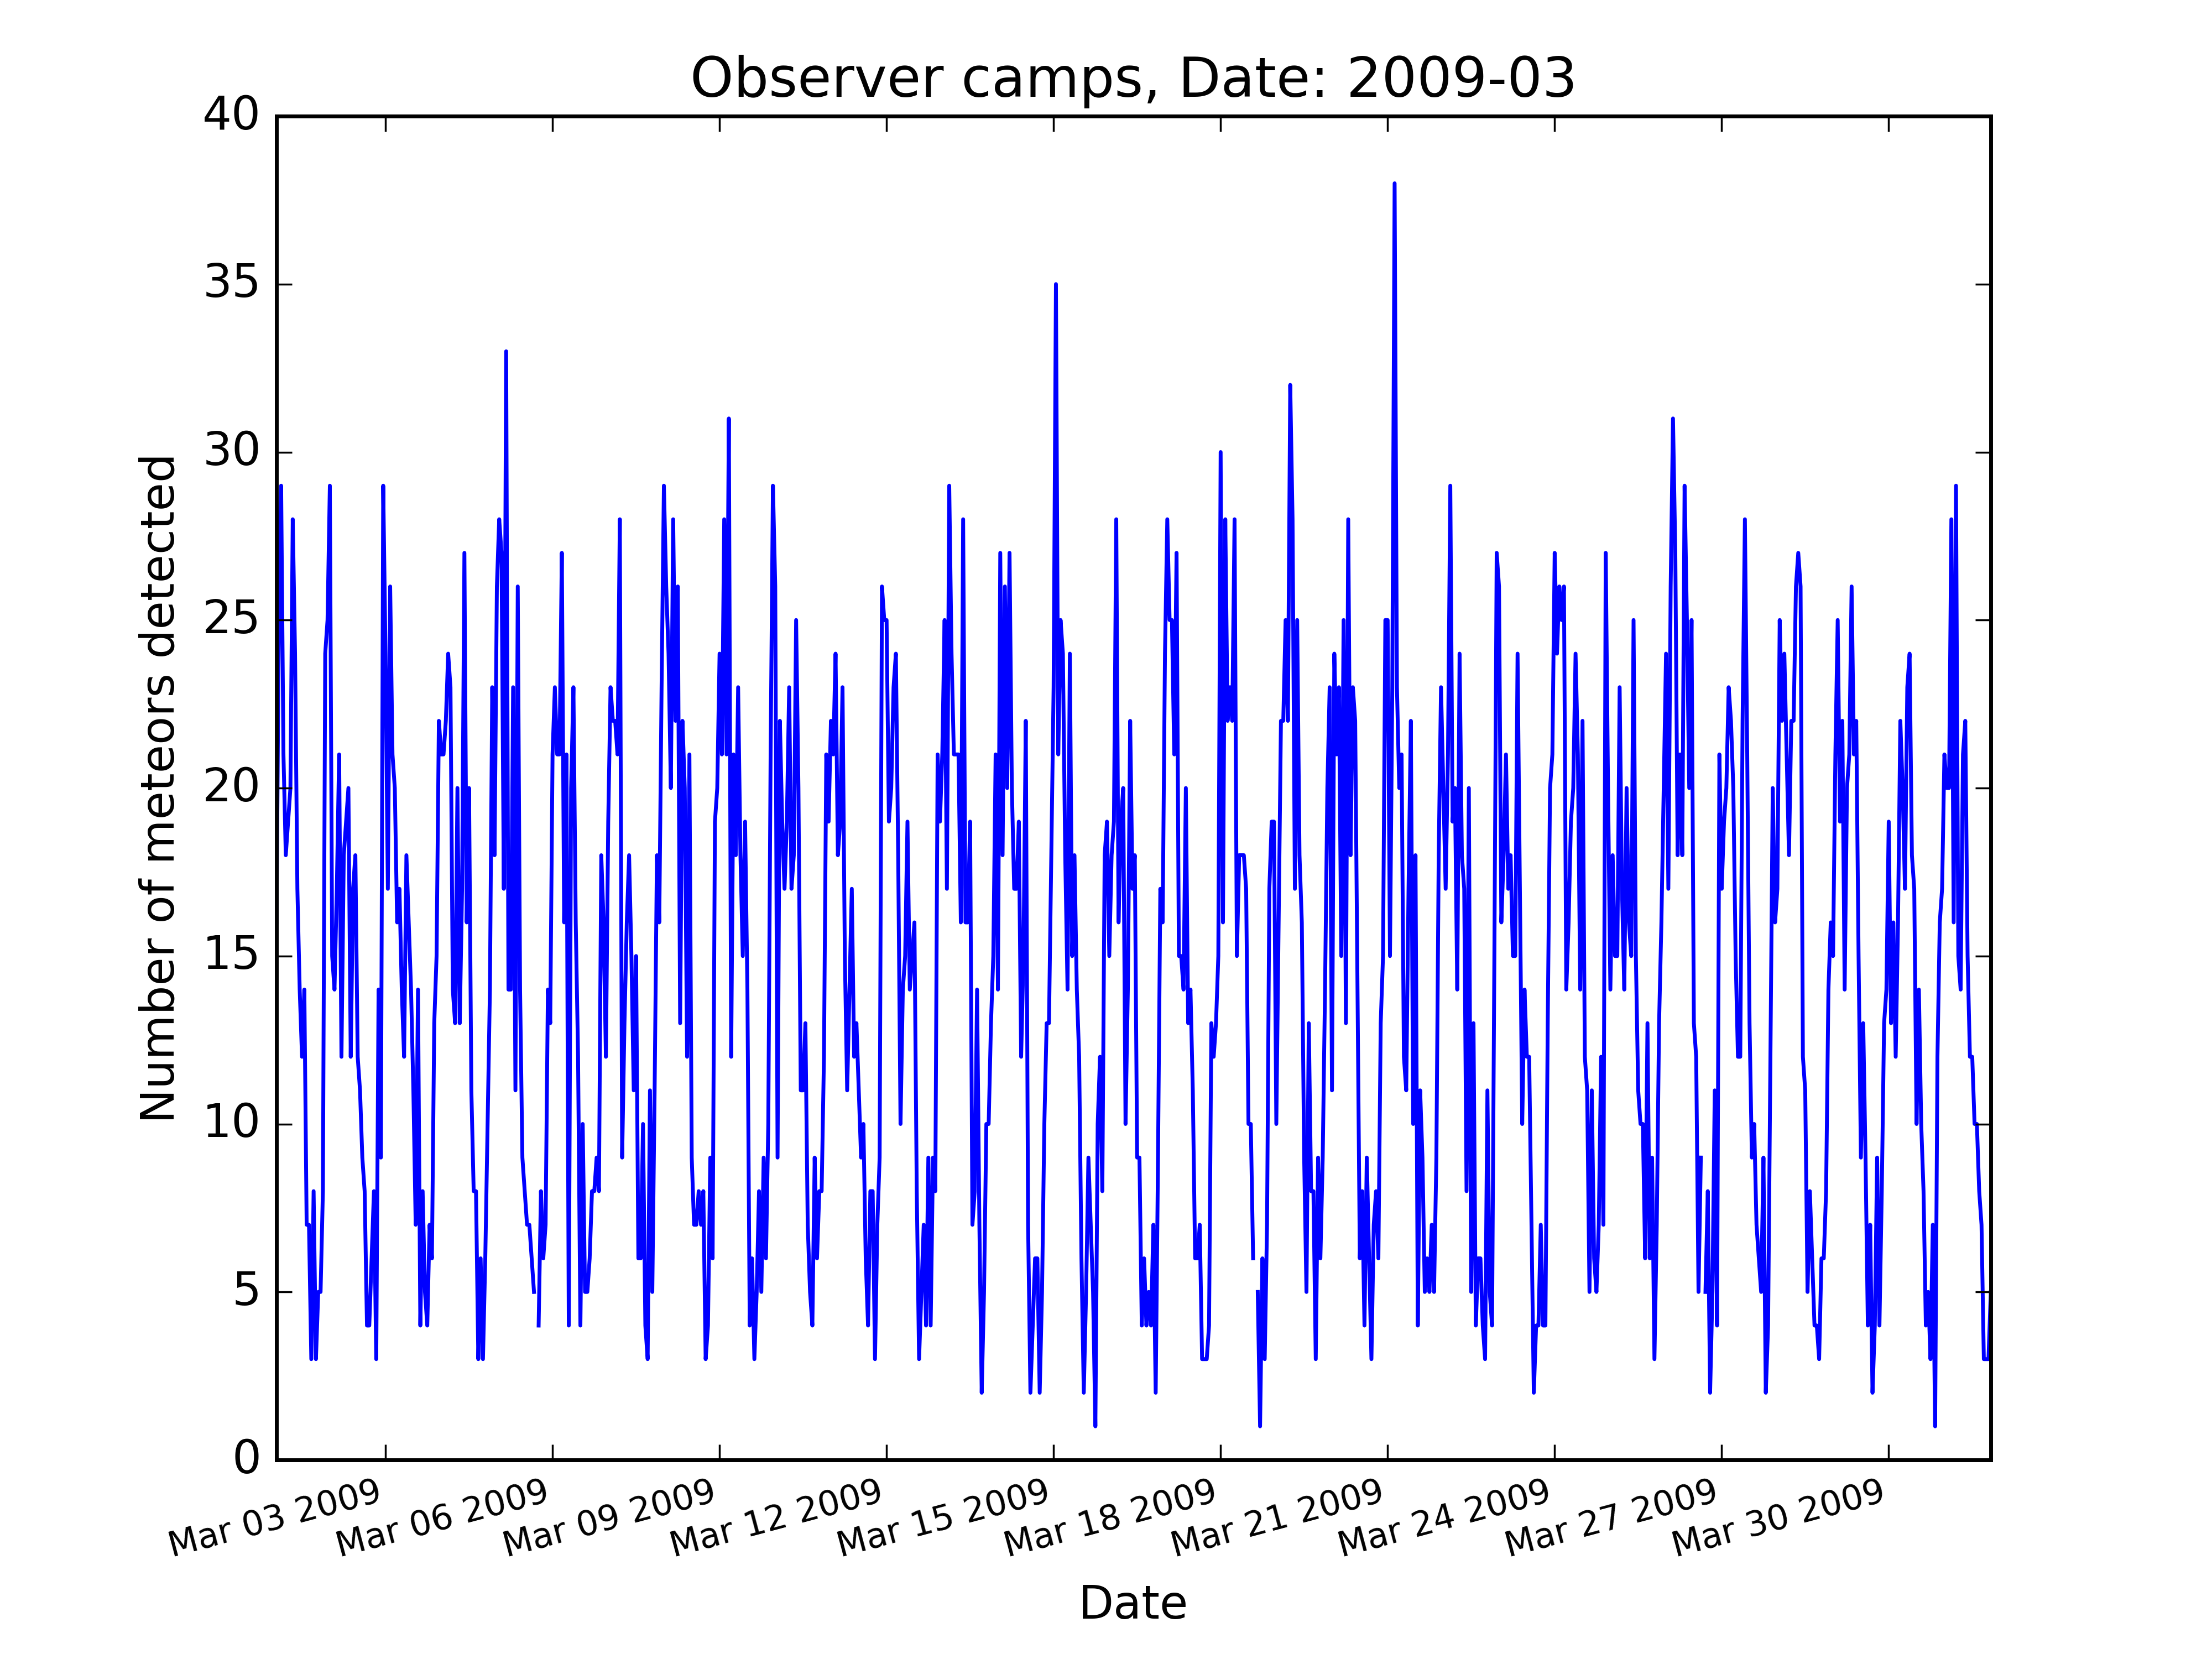 Observer camps, Date: 2009-03
Number of meteors detected
40
35
30
25
20
15
10
5
0
Mar 03 2009
Mar 06 2009
Mar 09 2009
Mar 12 2009
Mar 15 2009
Mar 18 2009
Mar 21 2009
Mar 24 2009
Mar 27 2009
Mar 30 2009
Date